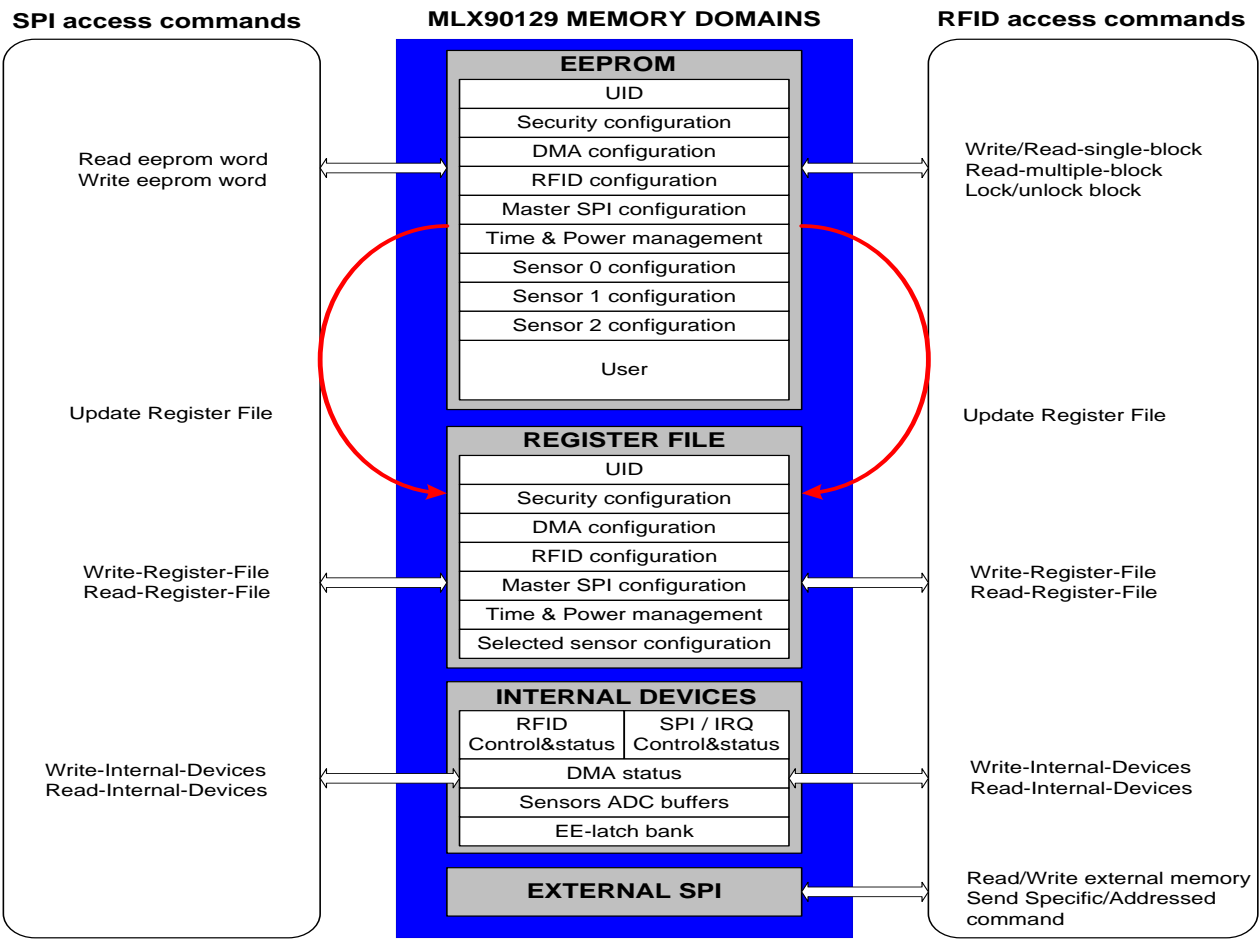 SPI access commands
MLX90129 MEMORY DOMAINS
RFID access commands
Read eeprom word
Write eeprom word
Update Register File
Write-Register-File
Read-Register-File
Write-Internal-Devices
Read-Internal-Devices
EEPROM
UID
Security configuration
DMA configuration
RFID configuration
Master SPI configuration
Time & Power management
Sensor 0 configuration
Sensor 1 configuration
Sensor 2 configuration
User
REGISTER FILE
UID
Security configuration
DMA configuration
RFID configuration
Master SPI configuration
Time & Power management
Selected sensor configuration
INTERNAL DEVICES
RFID
Control&status
SPI / IRQ
Control&status
DMA status
Sensors ADC buffers
EE-latch bank
EXTERNAL SPI
Write/Read-single-block
Read-multiple-block
Lock/unlock block
Update Register File
Write-Register-File
Read-Register-File
Write-Internal-Devices
Read-Internal-Devices
Read/Write external memory
Send Specific/Addressed
command